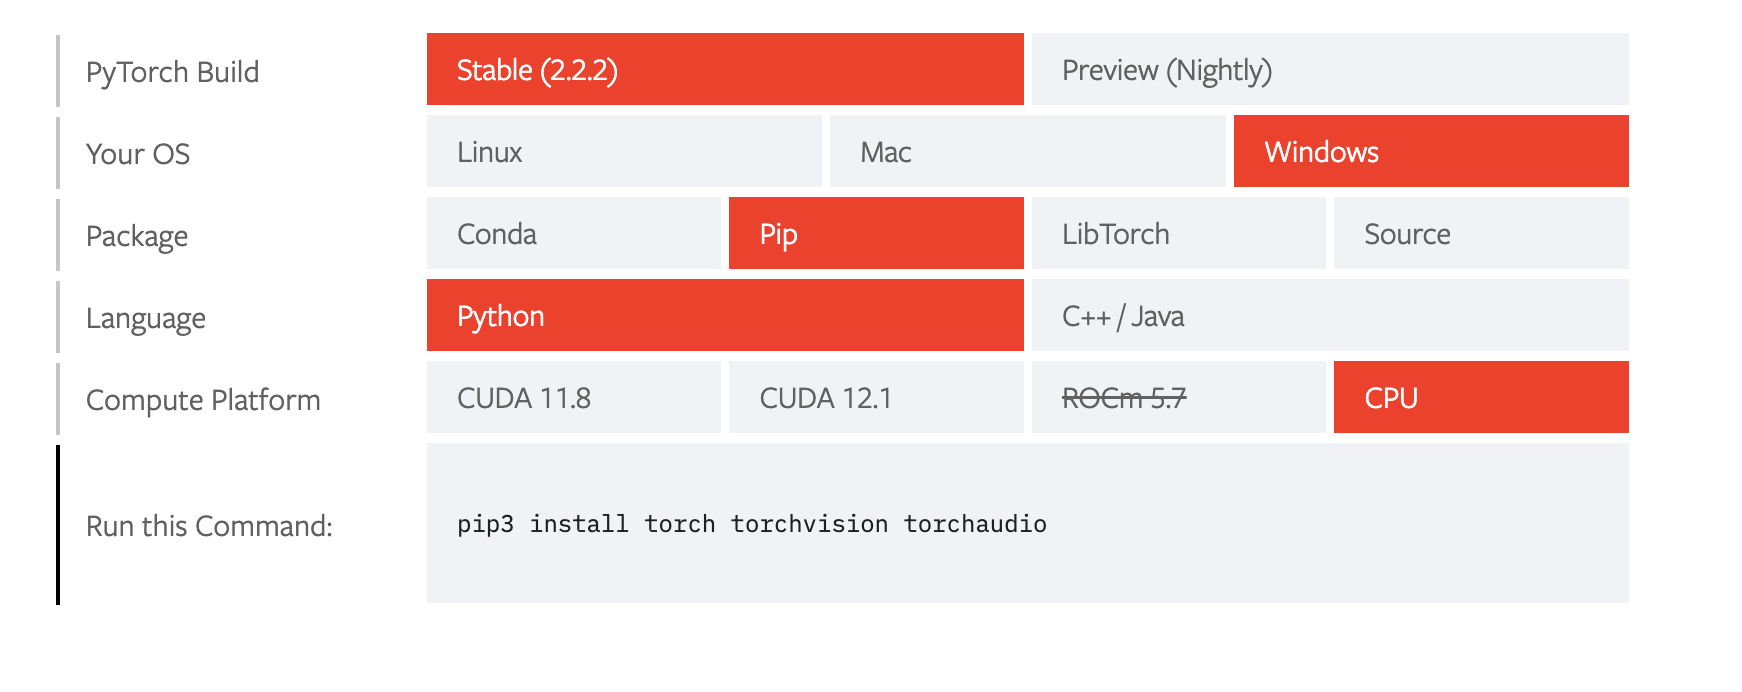 PyTorch Build
Stable (2.2.2)
Preview (Nightly)
Your OS
Linux
Mac
Windows
Package
Conda
Pip
LibTorch
Source
Language
Python
C++ / Java
Compute Platform
CUDA 11.8
CUDA 12.1
ROCm 5.7
CPU
Run this Command:
pip3 install torch torchvision torchaudio